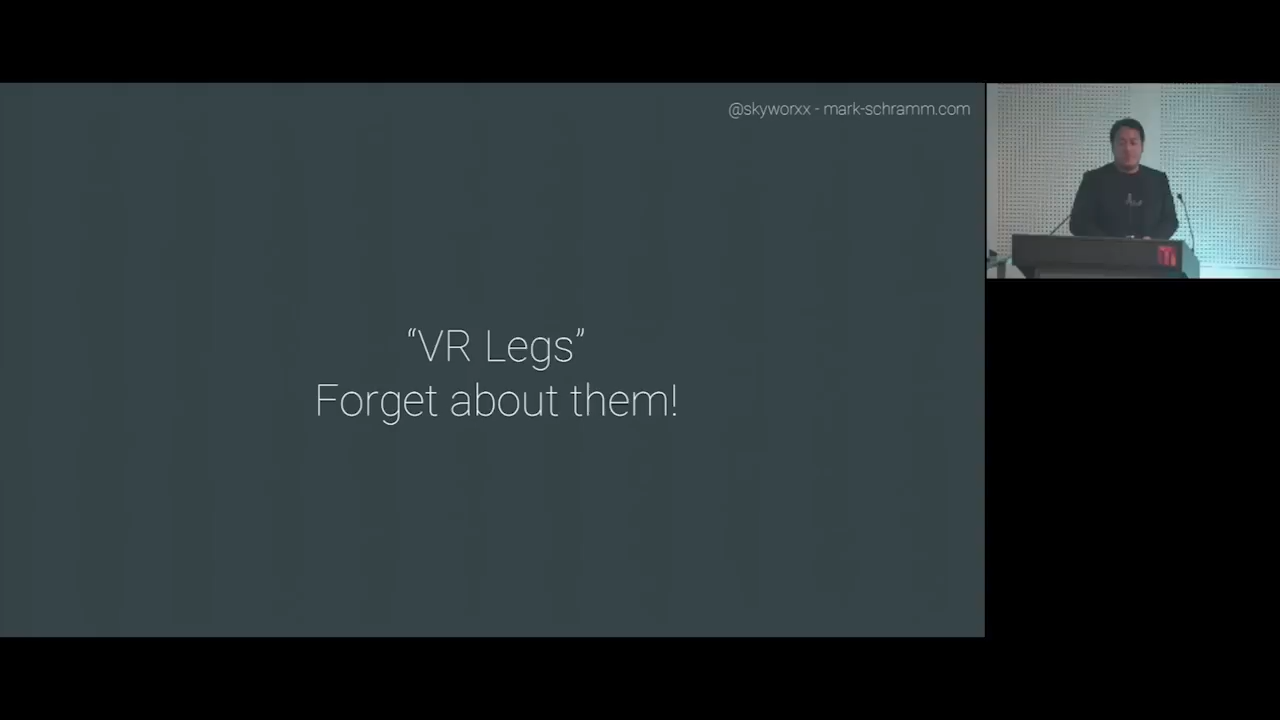 @skyworxx - mark-schramm.com
“VR Legs”
Forget about them!